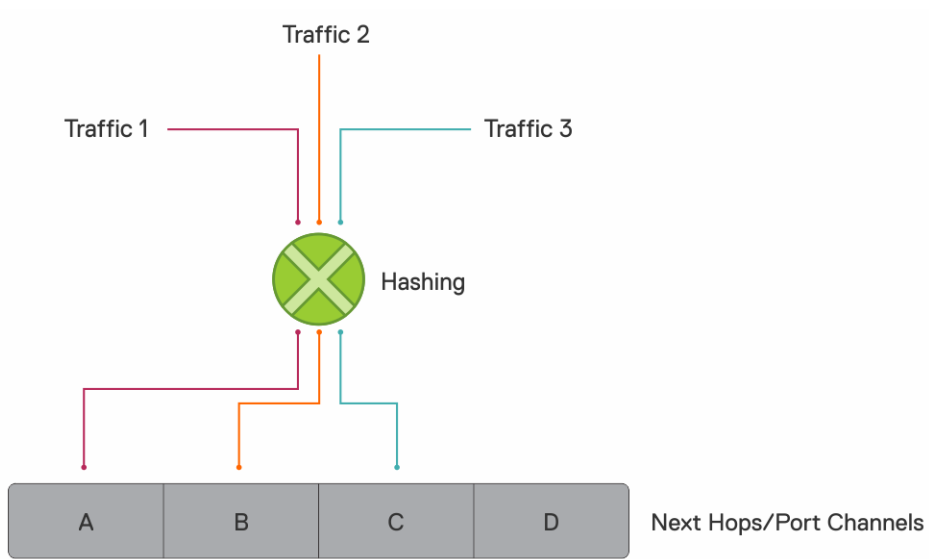 Traffic 2
Traffic 1
Traffic 3
Hashing
A
B
C
D
Next Hops/Port Channels